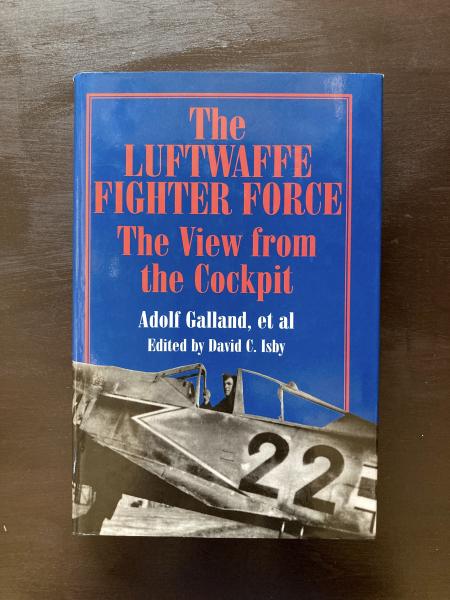 The
LUFTWAFFE
FIGHTER FORCE
The View from
the Cockpit
Adolf Galland, et al
Edited by David C. Isby
22